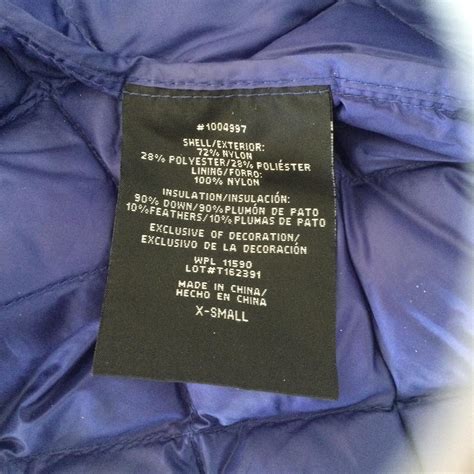 #1004997
SHELL/EXTERIOR:
72% NYLON
28% POLYESTER/28% POLIÉSTER
LINING/FORRO:
100% NYLON
INSULATION/INSULACIÓN:
90% DOWN/90%PLUMÓN DE PATO
10%FEATHERS/10% PLUMAS DE PATO
EXCLUSIVE OF DECORATION/
EXCLUSIVO DE LA DECORACIÓN
WPL 11590
LOT#T162391
MADE IN CHINA/
HECHO EN CHINA
X-SMALL